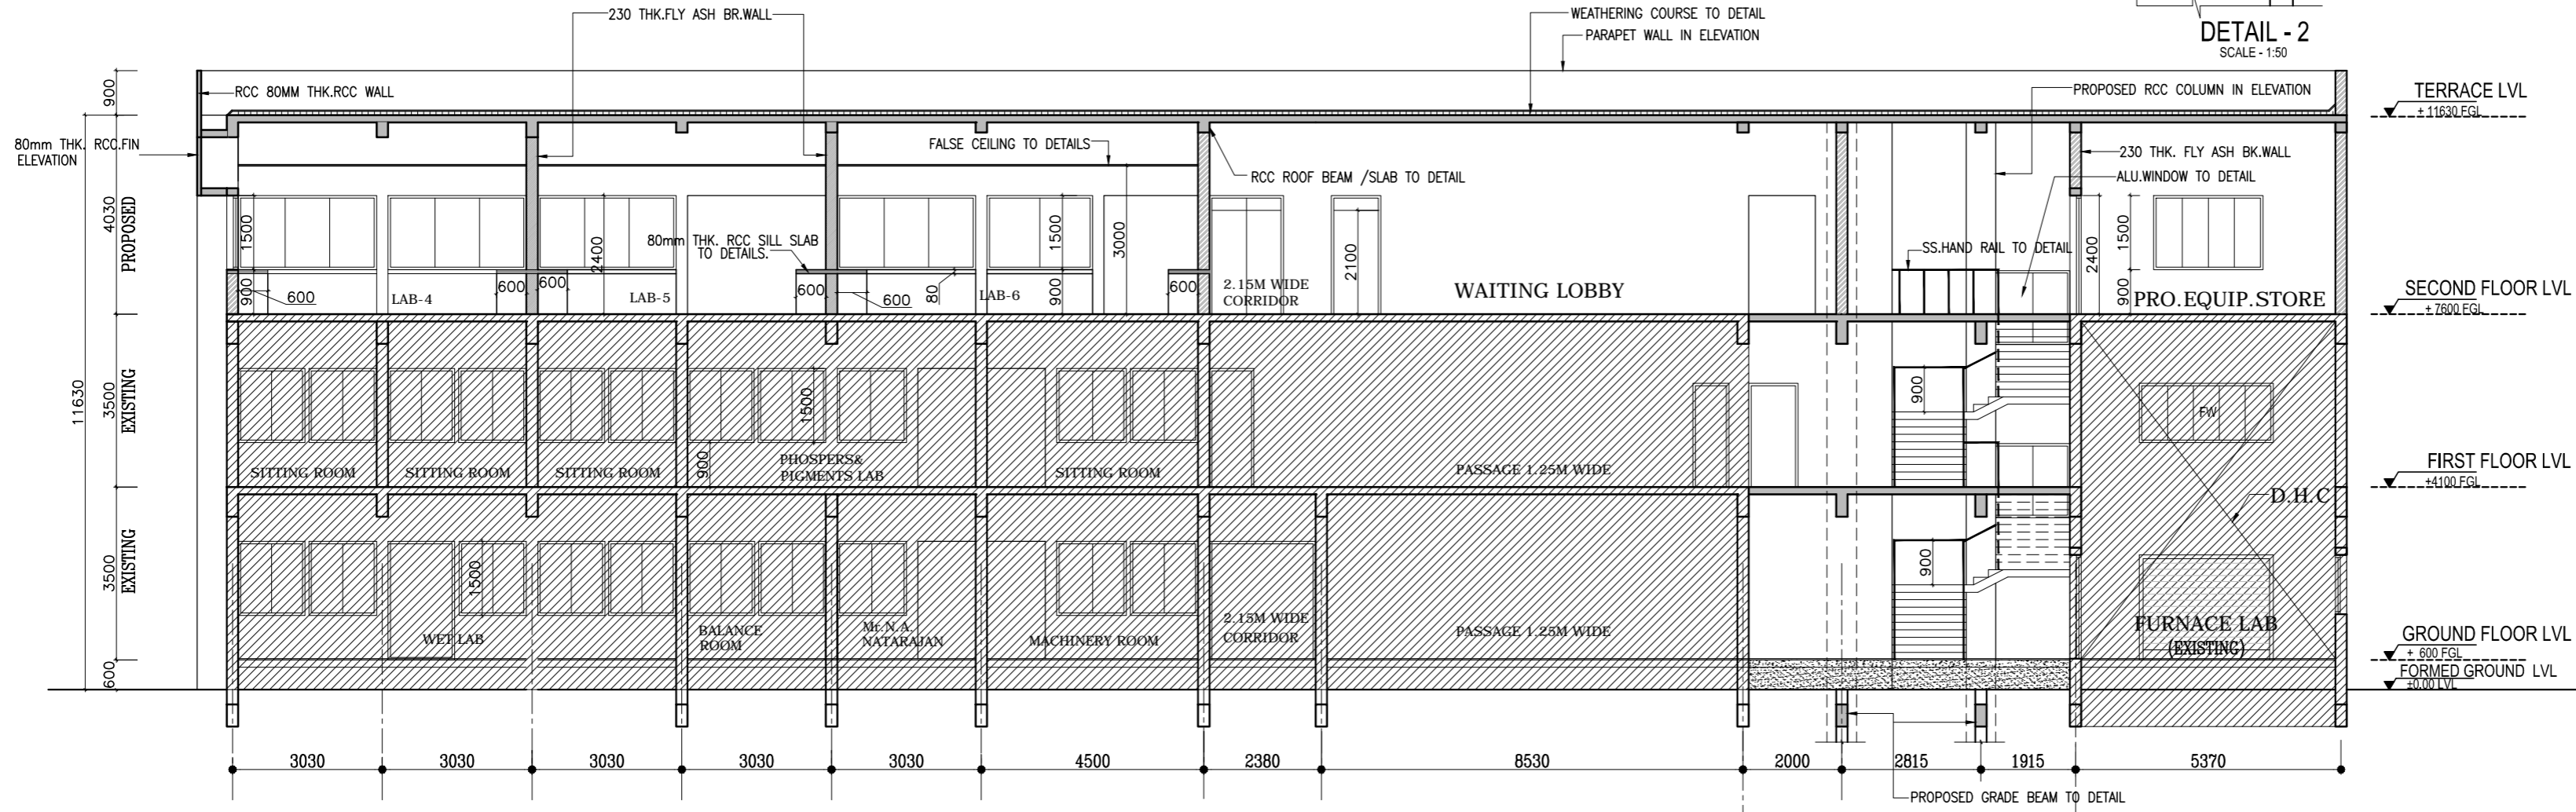 230 THK.FLY ASH BR.WALL
WEATHERING COURSE TO DETAIL
PARAPET WALL IN ELEVATION
DETAIL - 2
SCALE - 1:50
900
RCC 80MM THK.RCC WALL
PROPOSED RCC COLUMN IN ELEVATION
TERRACE LVL
+ 11630 FGL
80mm THK. RCC.FIN
ELEVATION
FALSE CEILING TO DETAILS
230 THK. FLY ASH BK.WALL
RCC ROOF BEAM /SLAB TO DETAIL
ALU.WINDOW TO DETAIL
4030
PROPOSED
1500
2400
80mm THK. RCC SILL SLAB
TO DETAILS.
1500
3000
2100
SS.HAND RAIL TO DETAIL
2400
1500
900
600
LAB-4
600
600
LAB-5
600
600
80
LAB-6
900
600
2.15M WIDE
CORRIDOR
WAITING LOBBY
900
PRO.EQUIP.STORE
SECOND FLOOR LVL
+ 7600 FGL
11630
3500
EXISTING
1500
900
900
FW
SITTING ROOM
SITTING ROOM
SITTING ROOM
PHOSPERS&
PIGMENTS LAB
SITTING ROOM
PASSAGE 1.25M WIDE
FIRST FLOOR LVL
+4100 FGL
D.H.C
3500
EXISTING
1500
900
WET LAB
BALANCE
ROOM
Mr.N.A.
NATARAJAN
MACHINERY ROOM
2.15M WIDE
CORRIDOR
PASSAGE 1.25M WIDE
FURNACE LAB
(EXISTING)
GROUND FLOOR LVL
+ 600 FGL
600
FORMED GROUND LVL
±0.00 LVL
3030
3030
3030
3030
3030
4500
2380
8530
2000
2815
1915
5370
PROPOSED GRADE BEAM TO DETAIL